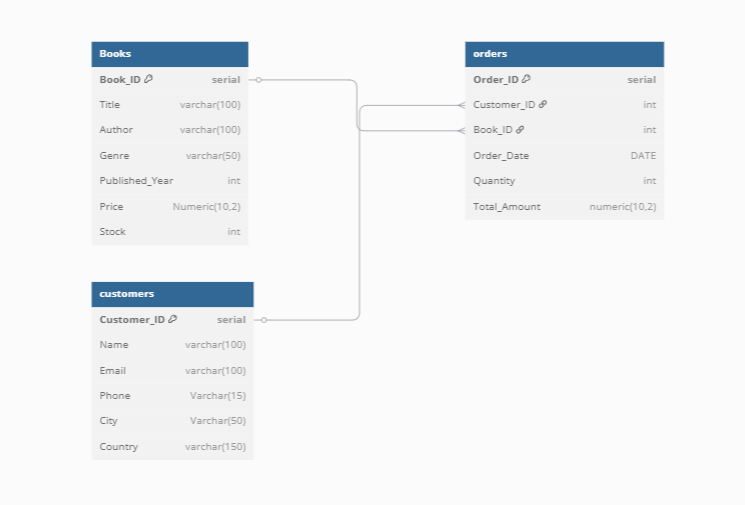 Books
Book_ID serial
Title varchar(100)
Author varchar(100)
Genre varchar(50)
Published_Year int
Price Numeric(10,2)
Stock int
orders
Order_ID serial
Customer_ID int
Book_ID int
Order_Date DATE
Quantity int
Total_Amount numeric(10,2)
customers
Customer_ID serial
Name varchar(100)
Email varchar(100)
Phone Varchar(15)
City Varchar(50)
Country varchar(150)